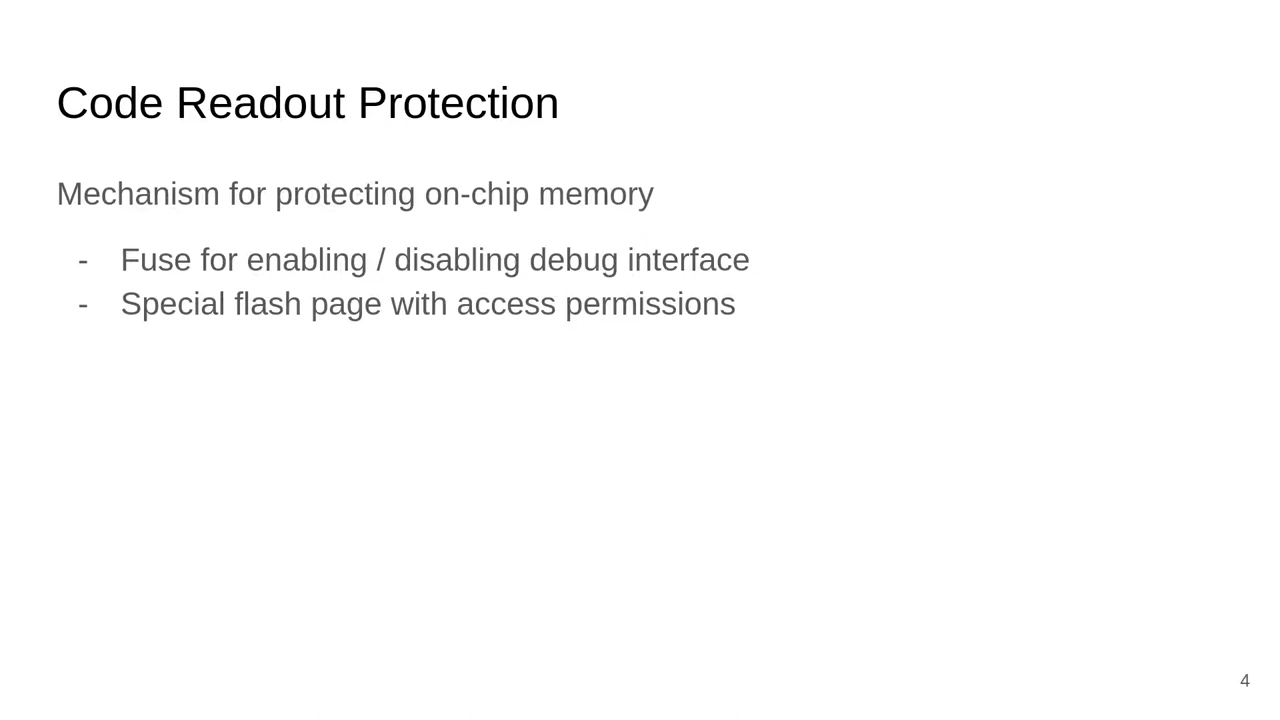 Code Readout Protection
Mechanism for protecting on-chip memory
- Fuse for enabling / disabling debug interface
- Special flash page with access permissions
4